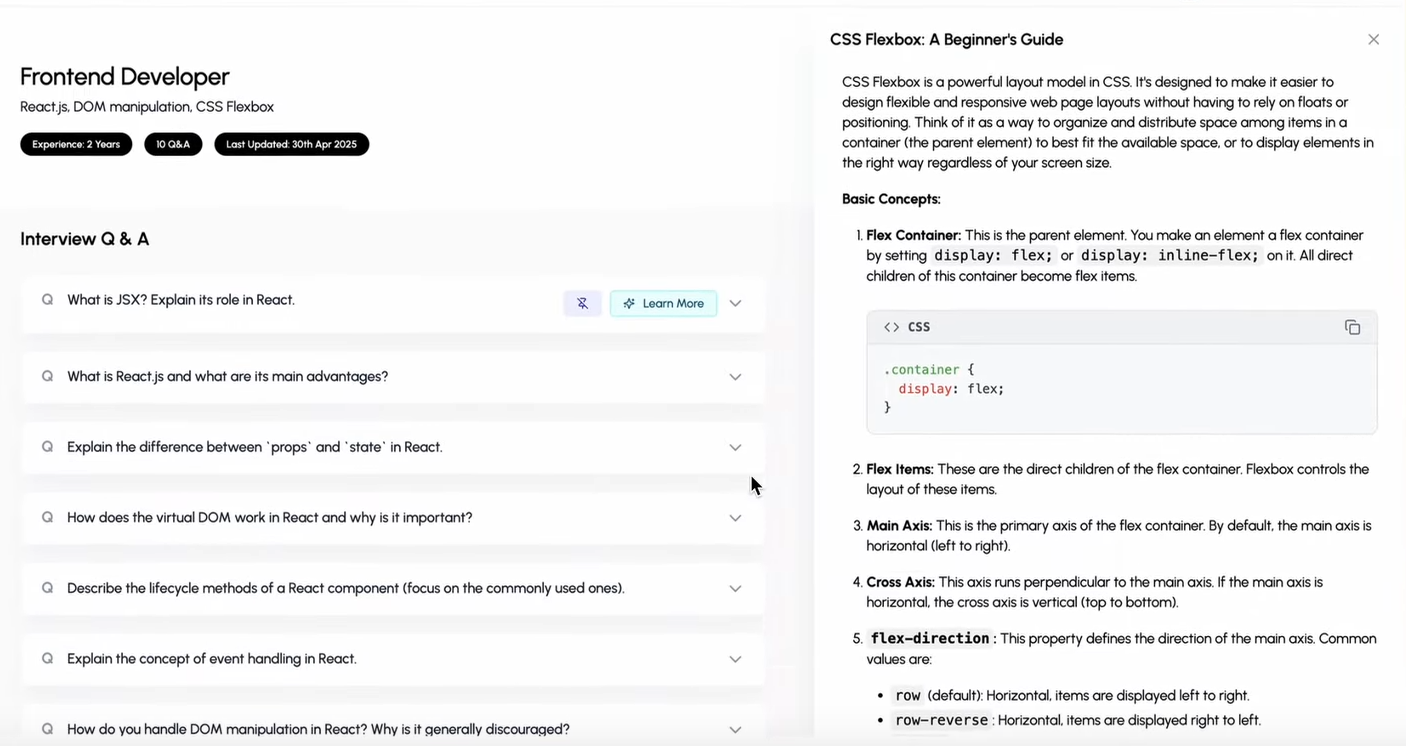 Frontend Developer
React.js, DOM manipulation, CSS Flexbox
Experience: 2 Years
10 Q&A
Last Updated: 30th Apr 2025
Interview Q & A
Q What is JSX? Explain its role in React.
Learn More
Q What is React.js and what are its main advantages?
Q Explain the difference between `props` and `state` in React.
Q How does the virtual DOM work in React and why is it important?
Q Describe the lifecycle methods of a React component (focus on the commonly used ones).
Q Explain the concept of event handling in React.
Q How do you handle DOM manipulation in React? Why is it generally discouraged?
CSS Flexbox: A Beginner's Guide
CSS Flexbox is a powerful layout model in CSS. It's designed to make it easier to
design flexible and responsive web page layouts without having to rely on floats or
positioning. Think of it as a way to organize and distribute space among items in a
container (the parent element) to best fit the available space, or to display elements in
the right way regardless of your screen size.
Basic Concepts:
1. Flex Container: This is the parent element. You make an element a flex container
by setting display: flex; or display: inline-flex; on it. All direct
children of this container become flex items.
<> CSS
.container {
display: flex;
}
2. Flex Items: These are the direct children of the flex container. Flexbox controls the
layout of these items.
3. Main Axis: This is the primary axis of the flex container. By default, the main axis is
horizontal (left to right).
4. Cross Axis: This axis runs perpendicular to the main axis. If the main axis is
horizontal, the cross axis is vertical (top to bottom).
5. flex-direction : This property defines the direction of the main axis. Common
values are:
• row (default): Horizontal, items are displayed left to right.
• row-reverse : Horizontal, items are displayed right to left.